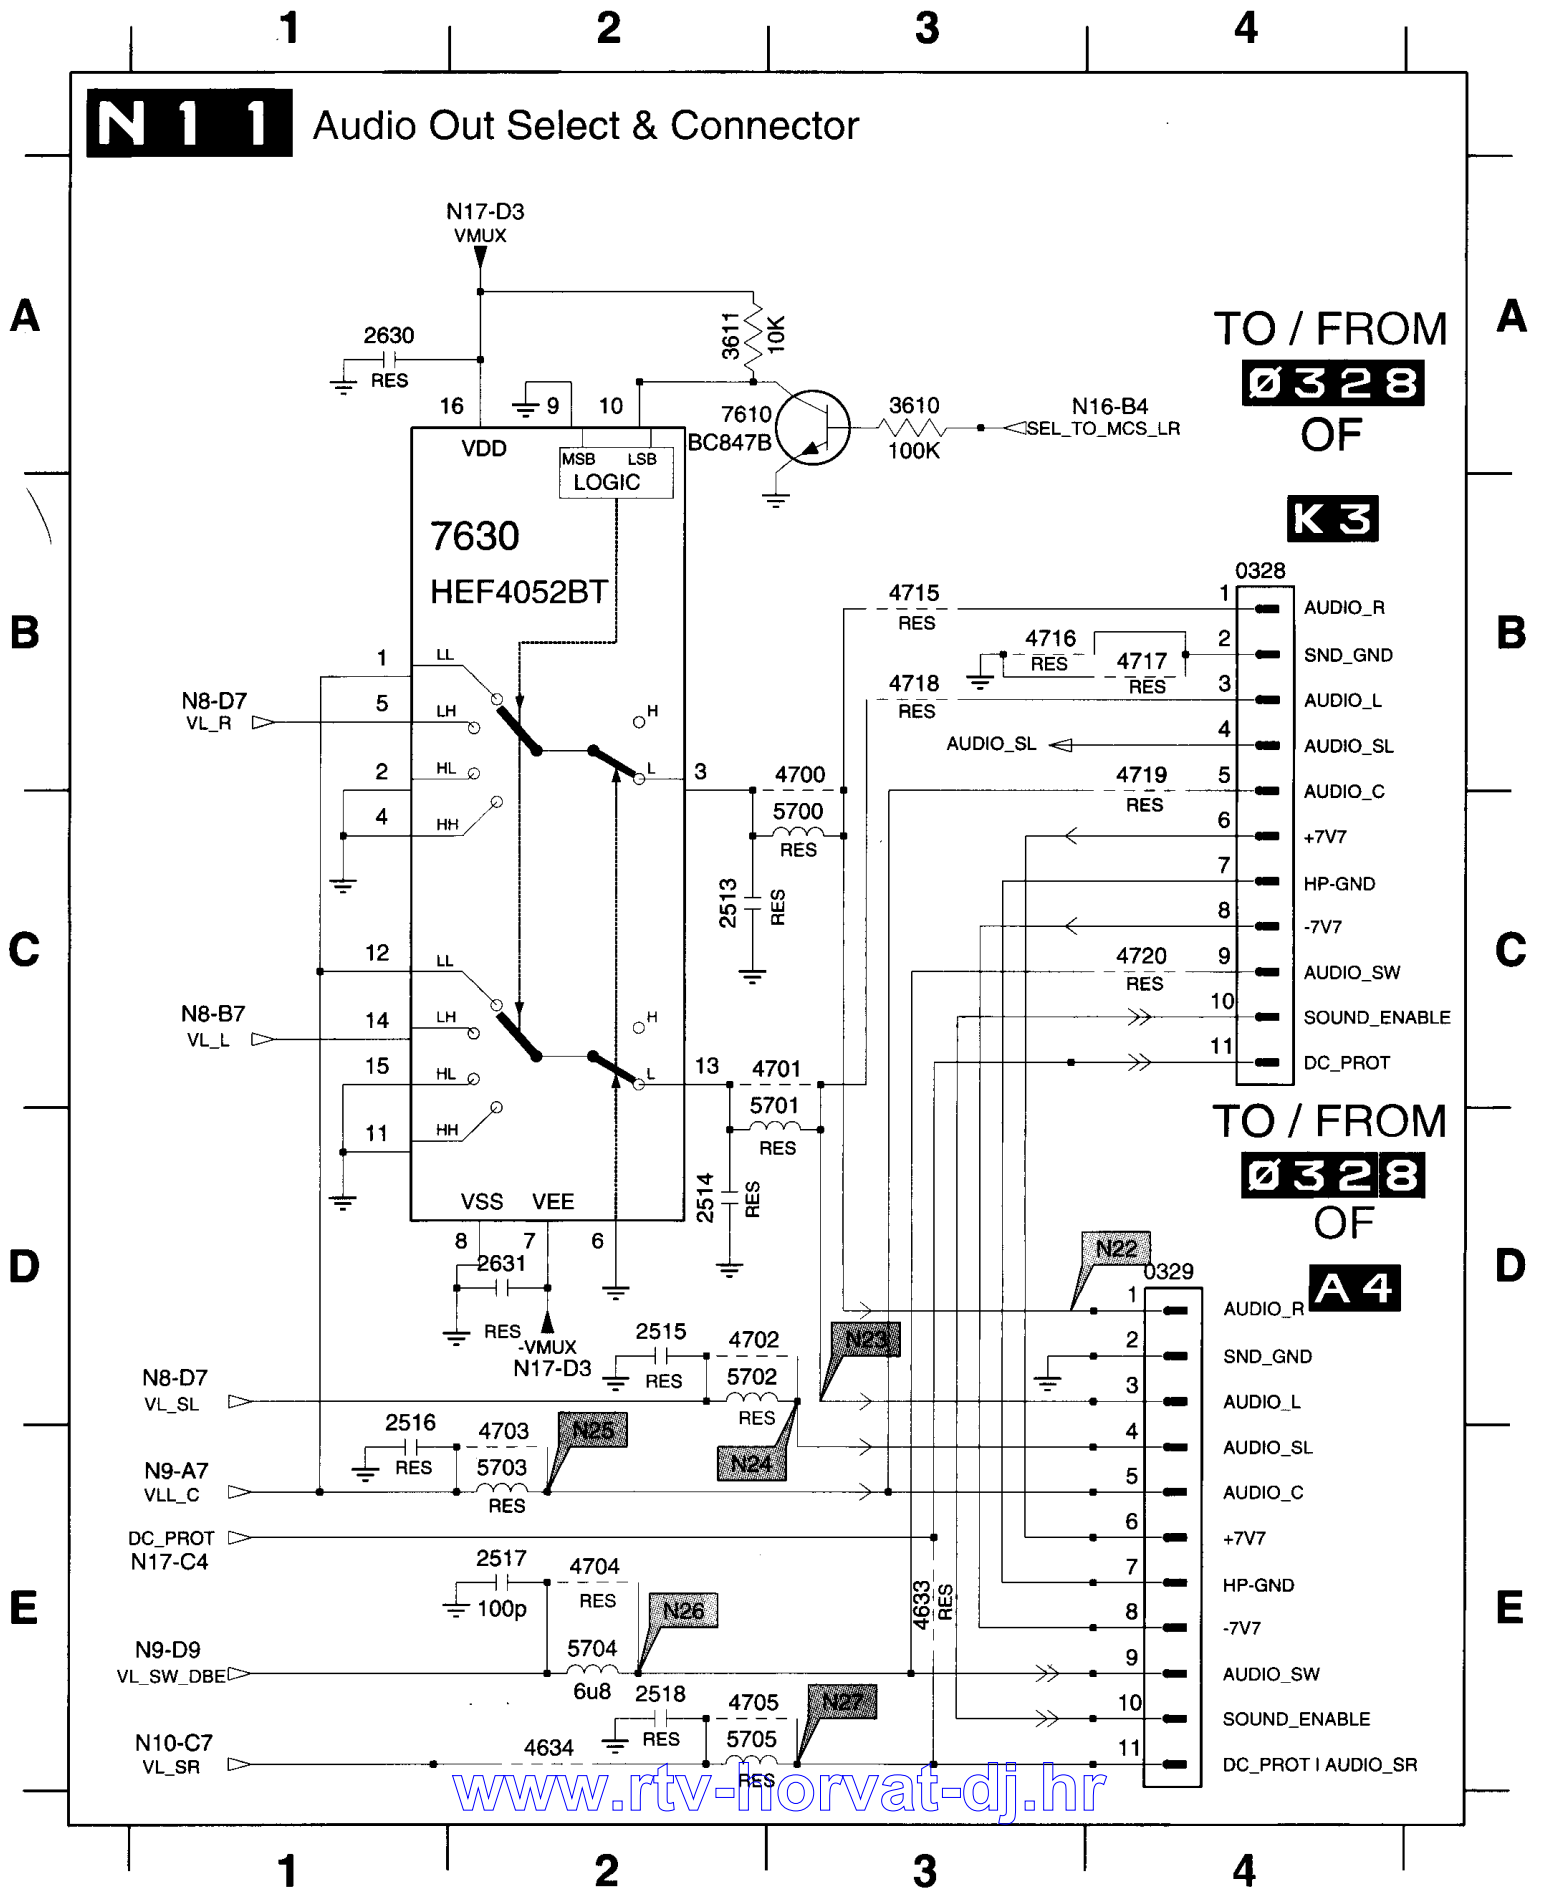 1 2 3 4
N11 Audio Out Select & Connector
N17-D3
VMUX
A A
2630
RES
3611
10K
TO / FROM
0328
OF
K3
16 9 10
7610
BC847B
3610
100K
N16-B4
SEL_TO_MCS_LR
VDD
MSB LSB
LOGIC
7630
HEF4052BT
B B
0328
4715
RES
1 AUDIO_R
4716
RES
4717
RES
2 SND_GND
4718
RES
3 AUDIO_L
AUDIO_SL
4 AUDIO_SL
4719
RES
5 AUDIO_C
6 +7V7
7 HP-GND
8 -7V7
4720
RES
9 AUDIO_SW
10 SOUND_ENABLE
11 DC_PROT
1 LL
N8-D7
VL_R
5 LH
H
2 HL
L 3
4 HH
4700
5700
RES
2513
RES
C C
12 LL
N8-B7
VL_L
14 LH
H
15 HL
L 13
11 HH
4701
5701
RES
2514
RES
VSS VEE
8 7 6
2631
RES
-VMUX
N17-D3
D D
TO / FROM
0328
OF
A4
N22
0329
1 AUDIO_R
2 SND_GND
3 AUDIO_L
4 AUDIO_SL
5 AUDIO_C
6 +7V7
7 HP-GND
8 -7V7
9 AUDIO_SW
10 SOUND_ENABLE
11 DC_PROT I AUDIO_SR
N8-D7
VL_SL
2515
RES
4702
5702
RES
N23
N24
2516
RES
4703
5703
RES
N25
N9-A7
VLL_C
DC_PROT
N17-C4
2517
100p
4704
RES
N26
4633
RES
E E
N9-D9
VL_SW_DBE
5704
6u8
2518
RES
4705
5705
RES
N27
N10-C7
VL_SR
4634
www.rtv-horvat-dj.hr
1 2 3 4